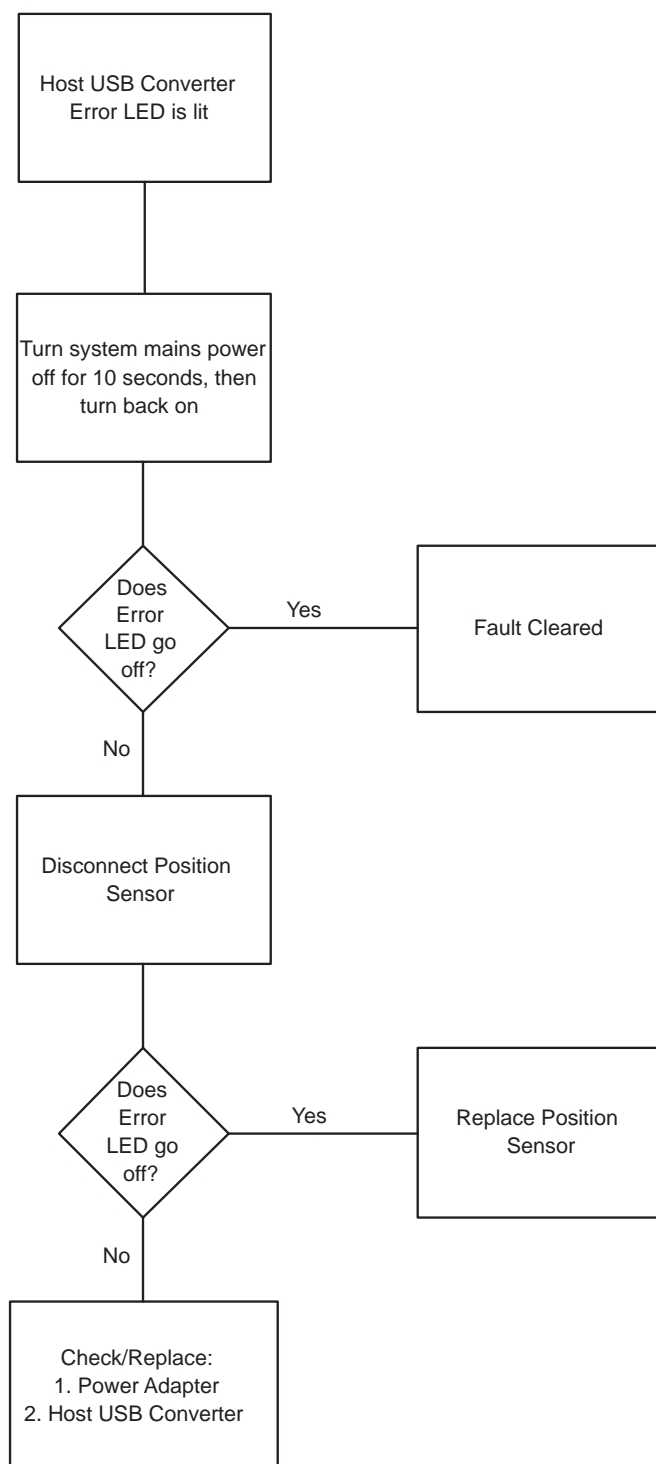 Host USB Converter
Error LED is lit
Turn system mains power
off for 10 seconds, then
turn back on
Does
Error
LED go
off?
Yes
Fault Cleared
No
Disconnect Position
Sensor
Does
Error
LED go
off?
Yes
Replace Position
Sensor
No
Check/Replace:
1. Power Adapter
2. Host USB Converter